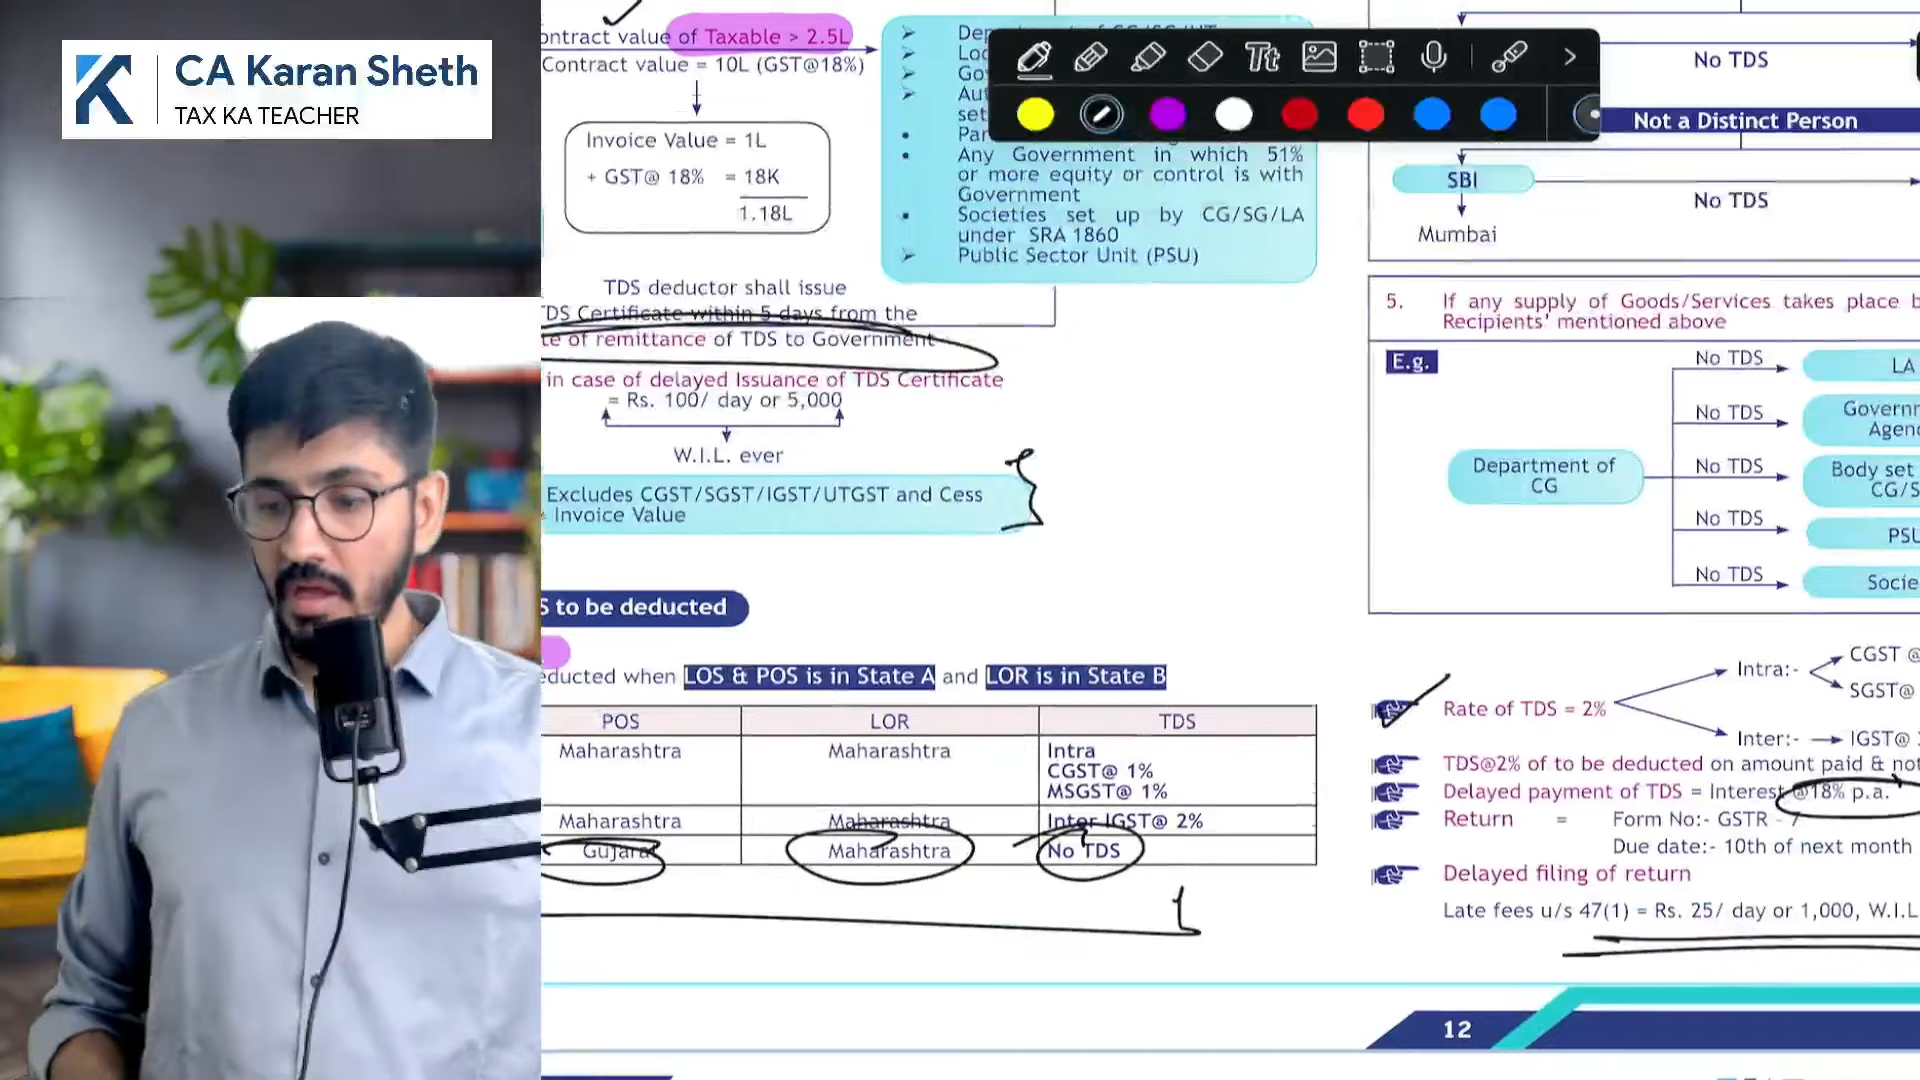 CA Karan Sheth
TAX KA TEACHER
ontract value of Taxable > 2.5L
Contract value = 10L (GST@18%)
Invoice Value = 1L
+ GST@ 18% = 18K
1.18L
TDS deductor shall issue
TDS Certificate within 5 days from the
te of remittance of TDS to Government
in case of delayed Issuance of TDS Certificate
= Rs. 100/ day or 5,000
W.I.L. ever
Excludes CGST/SGST/IGST/UTGST and Cess
Invoice Value
Any Government in which 51%
or more equity or control is with
Government
Societies set up by CG/SG/LA
under SRA 1860
Public Sector Unit (PSU)
Tt
S to be deducted
educted when LOS & POS is in State A and LOR is in State B
POS LOR TDS
Maharashtra Maharashtra Intra
CGST@ 1%
MSGST@ 1%
Maharashtra Maharashtra Inter IGST@ 2%
Gujarat Maharashtra No TDS
No TDS
Not a Distinct Person
SBI
No TDS
Mumbai
5. If any supply of Goods/Services takes place b
Recipients' mentioned above
E.g.
Department of
CG
No TDS LA
No TDS Governm
Agenc
No TDS Body set
CG/S
No TDS PSU
No TDS Socie
Rate of TDS = 2%
Intra:- CGST @
SGST@
Inter:- IGST@
TDS@2% of to be deducted on amount paid & not
Delayed payment of TDS = Interest @18% p.a.
Return = Form No:- GSTR - 7
Due date:- 10th of next month
Delayed filing of return
Late fees u/s 47(1) = Rs. 25/ day or 1,000, W.I.L
12